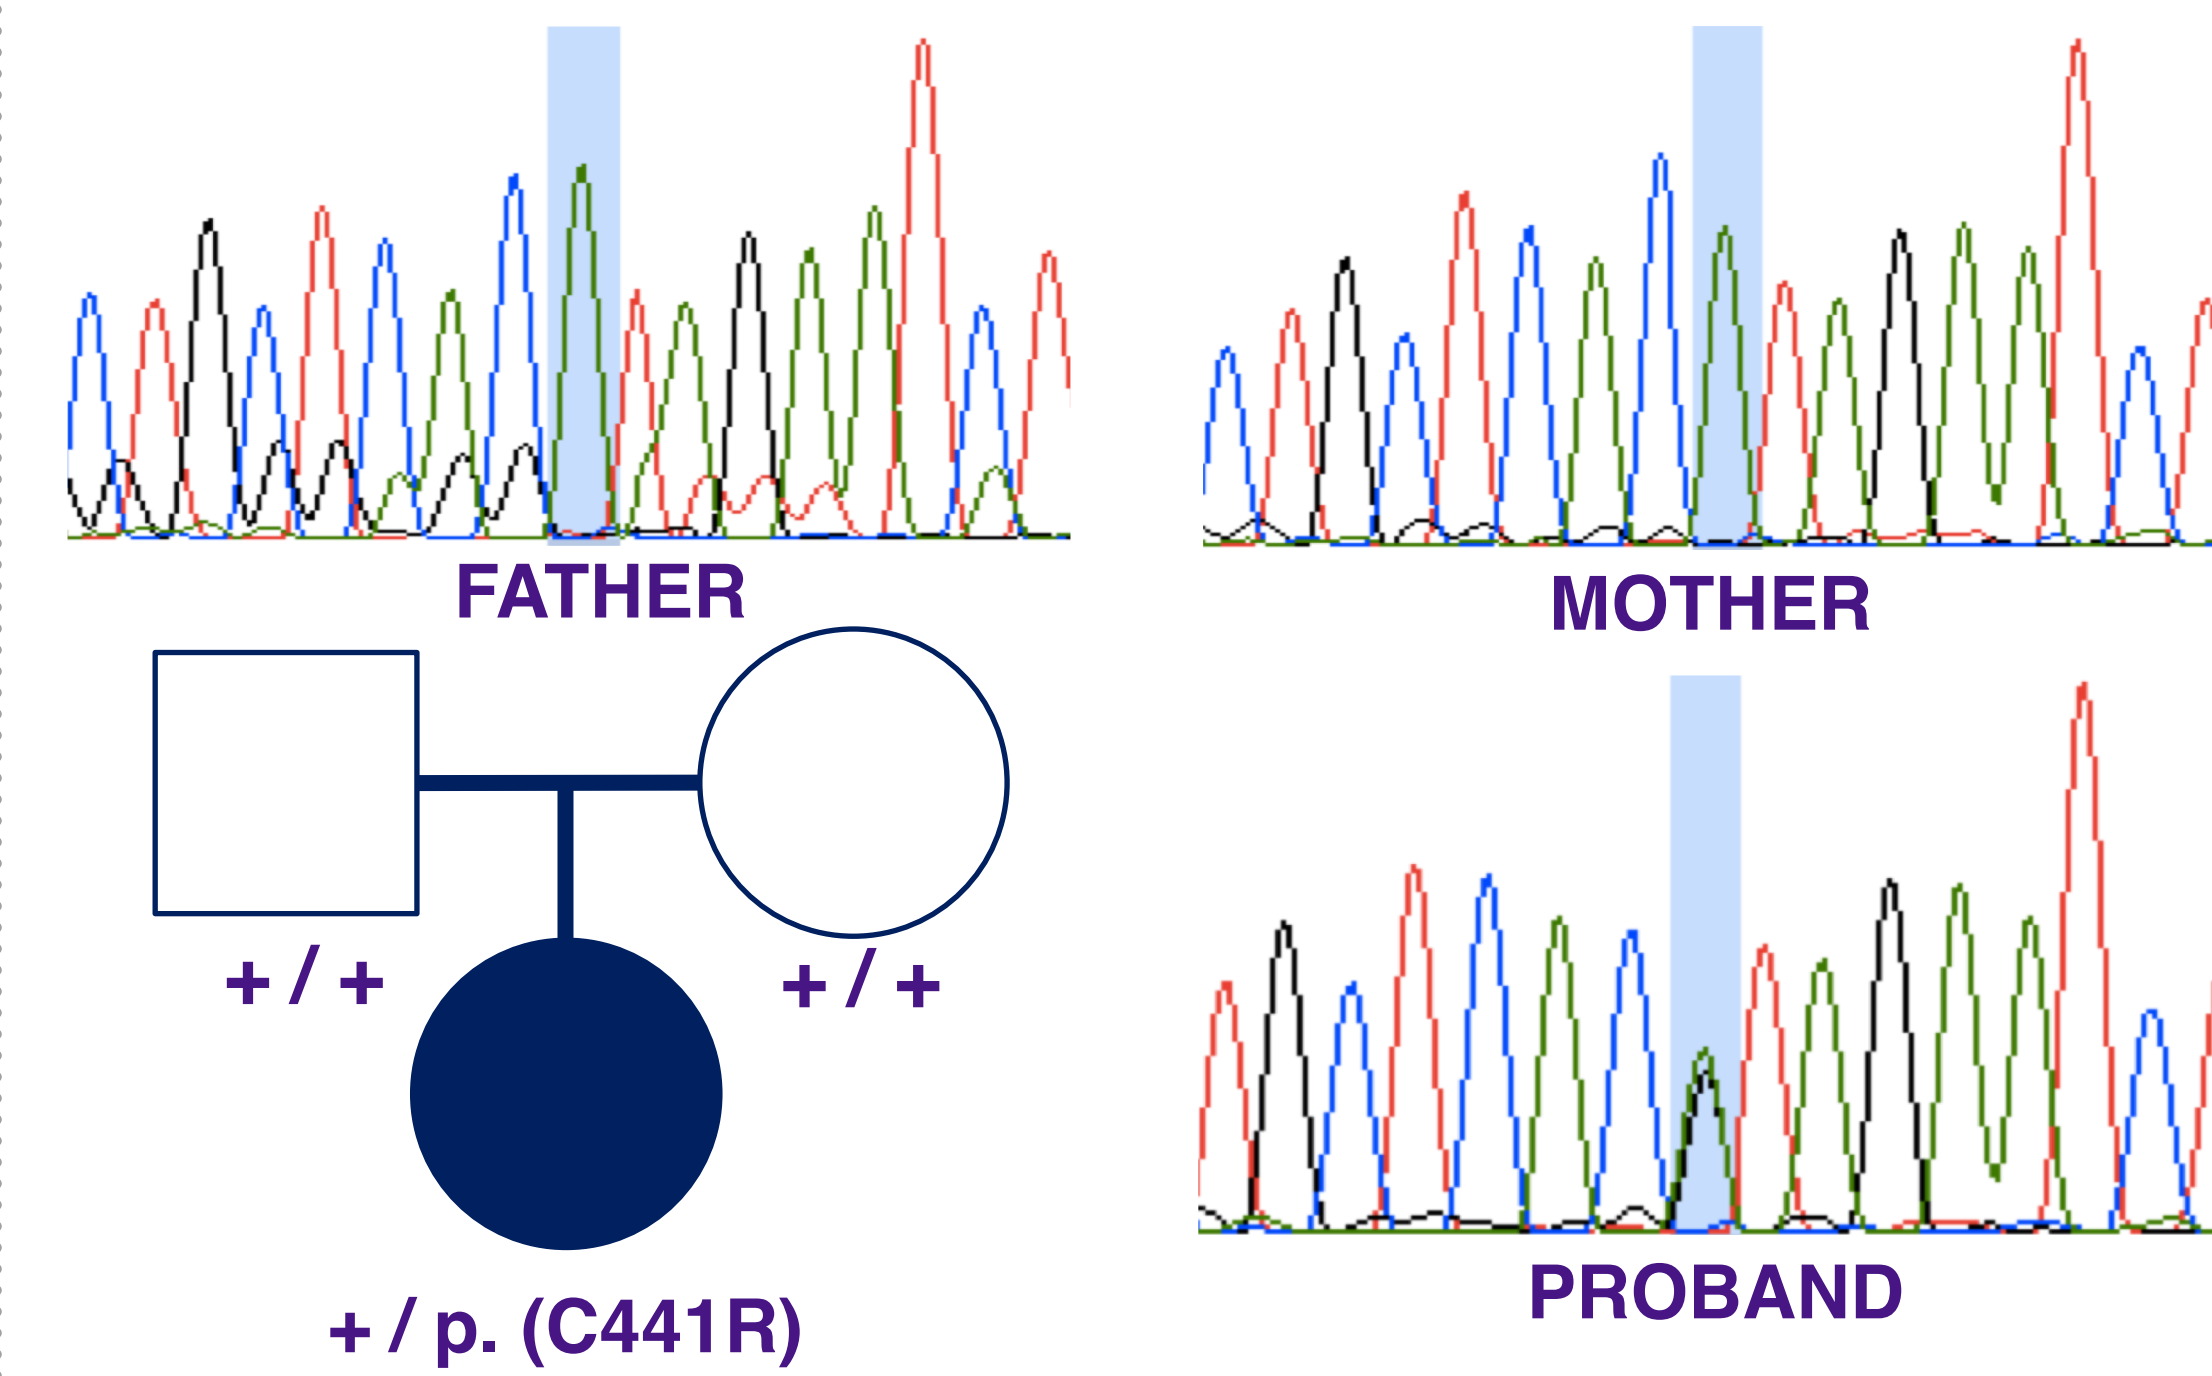 FATHER
MOTHER
+ / +
+ / +
PROBAND
+ / p. (C441R)